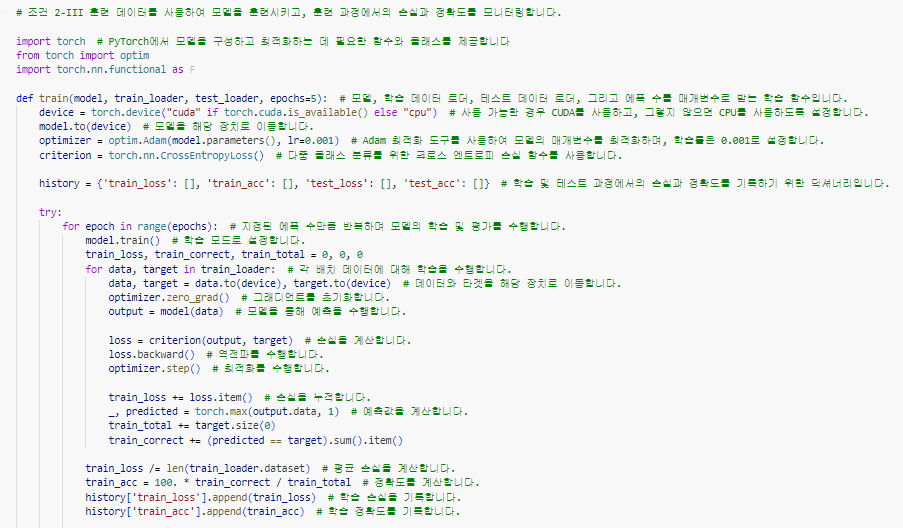 # 조건 2-III 훈련 데이터를 사용하여 모델을 훈련시키고, 훈련 과정에서의 손실과 정확도를 모니터링합니다.
import torch  # PyTorch에서 모델을 구성하고 최적화하는 데 필요한 함수와 클래스를 제공합니다
from torch import optim
import torch.nn.functional as F
def train(model, train_loader, test_loader, epochs=5):  # 모델, 학습 데이터 로더, 테스트 데이터 로더, 그리고 에폭 수를 매개변수로 받는 학습 함수입니다.
    device = torch.device("cuda" if torch.cuda.is_available() else "cpu")  # 사용 가능한 경우 CUDA를 사용하고, 그렇지 않으면 CPU를 사용하도록 설정합니다.
    model.to(device)  # 모델을 해당 장치로 이동합니다.
    optimizer = optim.Adam(model.parameters(), lr=0.001)  # Adam 최적화 도구를 사용하여 모델의 매개변수를 최적화하며, 학습률은 0.001로 설정합니다.
    criterion = torch.nn.CrossEntropyLoss()  # 다중 클래스 분류를 위한 크로스 엔트로피 손실 함수를 사용합니다.
    history = {'train_loss': [], 'train_acc': [], 'test_loss': [], 'test_acc': []}  # 학습 및 테스트 과정에서의 손실과 정확도를 기록하기 위한 딕셔너리입니다.
    try:
        for epoch in range(epochs):  # 지정된 에폭 수만큼 반복하며 모델의 학습 및 평가를 수행합니다.
            model.train()  # 학습 모드로 설정합니다.
            train_loss, train_correct, train_total = 0, 0, 0
            for data, target in train_loader:  # 각 배치 데이터에 대해 학습을 수행합니다.
                data, target = data.to(device), target.to(device)  # 데이터와 타겟을 해당 장치로 이동합니다.
                optimizer.zero_grad()  # 그래디언트를 초기화합니다.
                output = model(data)  # 모델을 통해 예측을 수행합니다.
                loss = criterion(output, target)  # 손실을 계산합니다.
                loss.backward()  # 역전파를 수행합니다.
                optimizer.step()  # 최적화를 수행합니다.
                train_loss += loss.item()  # 손실을 누적합니다.
                _, predicted = torch.max(output.data, 1)  # 예측값을 계산합니다.
                train_total += target.size(0)
                train_correct += (predicted == target).sum().item()
            train_loss /= len(train_loader.dataset)  # 평균 손실을 계산합니다.
            train_acc = 100. * train_correct / train_total  # 정확도를 계산합니다.
            history['train_loss'].append(train_loss)  # 학습 손실을 기록합니다.
            history['train_acc'].append(train_acc)  # 학습 정확도를 기록합니다.